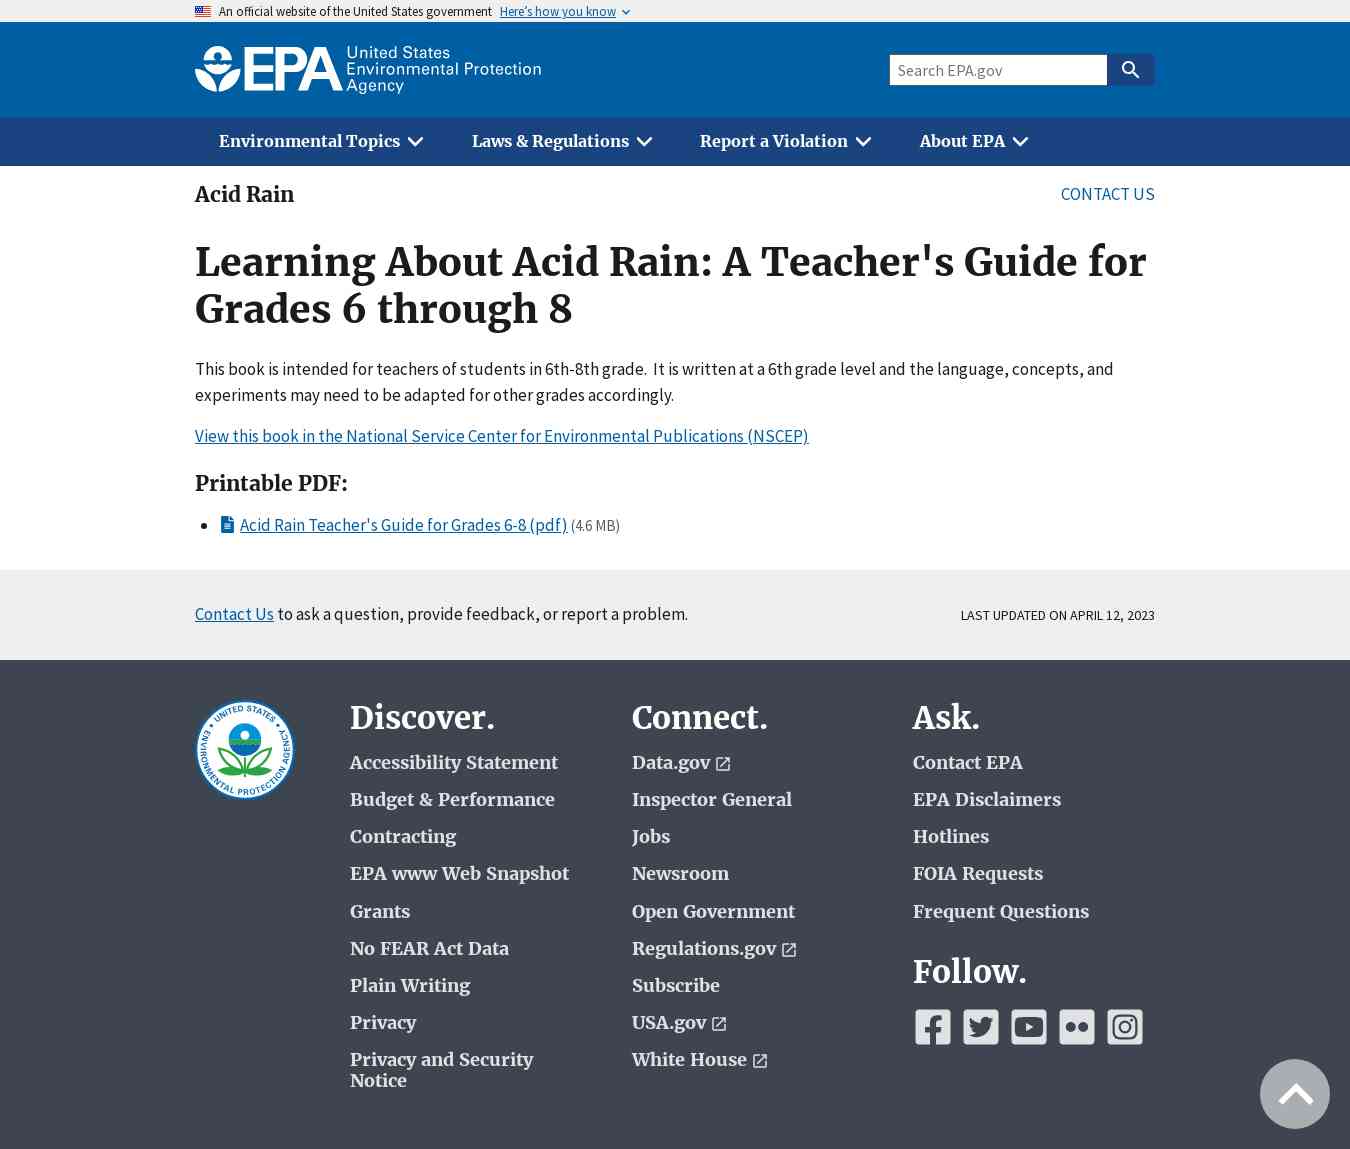 An official website of the United States government Here's how you know
EPA United States
Environmental Protection
Agency
Search EPA.gov
Environmental Topics Laws & Regulations Report a Violation About EPA
Acid Rain CONTACT US
Learning About Acid Rain: A Teacher's Guide for
Grades 6 through 8
This book is intended for teachers of students in 6th-8th grade.  It is written at a 6th grade level and the language, concepts, and
experiments may need to be adapted for other grades accordingly.
View this book in the National Service Center for Environmental Publications (NSCEP)
Printable PDF:
Acid Rain Teacher's Guide for Grades 6-8 (pdf) (4.6 MB)
Contact Us to ask a question, provide feedback, or report a problem. LAST UPDATED ON APRIL 12, 2023
UNITED STATES
ENVIRONMENTAL PROTECTION AGENCY
Discover.
Accessibility Statement
Budget & Performance
Contracting
EPA www Web Snapshot
Grants
No FEAR Act Data
Plain Writing
Privacy
Privacy and Security
Notice
Connect.
Data.gov
Inspector General
Jobs
Newsroom
Open Government
Regulations.gov
Subscribe
USA.gov
White House
Ask.
Contact EPA
EPA Disclaimers
Hotlines
FOIA Requests
Frequent Questions
Follow.